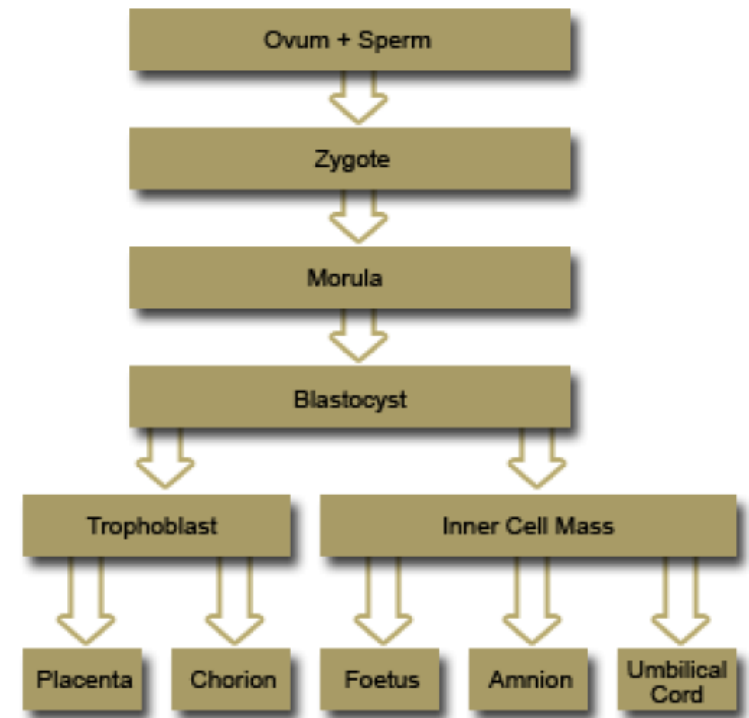 Ovum + Sperm
Zygote
Morula
Blastocyst
Trophoblast
Inner Cell Mass
Placenta
Chorion
Foetus
Amnion
Umbilical
Cord